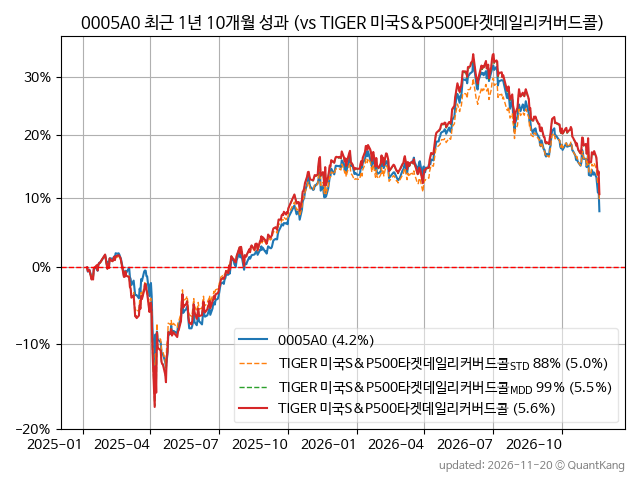 0005A0 최근 1년 10개월 성과 (vs TIGER 미국S&P500타겟데일리커버드콜)
30%
20%
10%
0%
−10%
−20%
0005A0 (4.2%)
TIGER 미국S&P500타겟데일리커버드콜STD 88% (5.0%)
TIGER 미국S&P500타겟데일리커버드콜MDD 99% (5.5%)
TIGER 미국S&P500타겟데일리커버드콜 (5.6%)
2025-01 2025-04 2025-07 2025-10 2026-01 2026-04 2026-07 2026-10
updated: 2026-11-20 © QuantKang